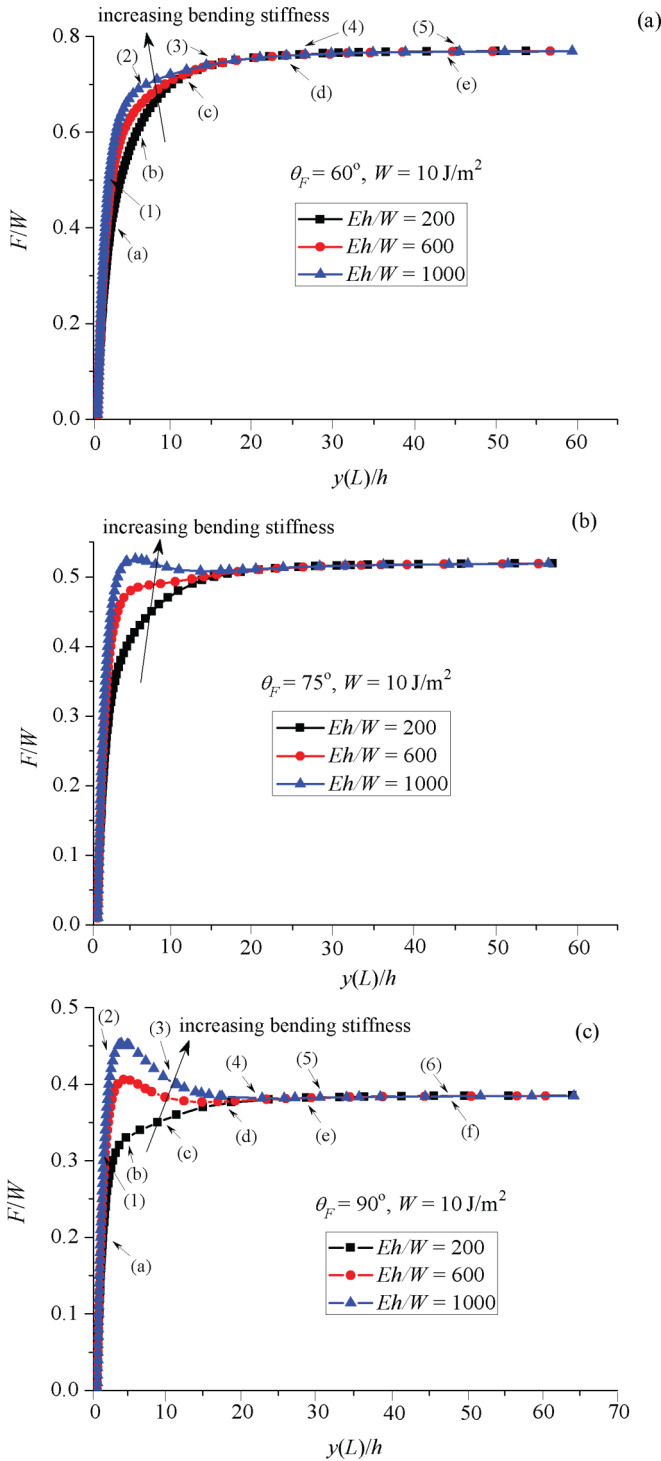 (a)
increasing bending stiffness
(5)
(4)
(3)
(2)
0.8
(e)
(d)
(c)
0.6
(b)
θF = 60°, W = 10 J/m²
F/W
0.4
(1)
(a)
Eh/W = 200
Eh/W = 600
Eh/W = 1000
0.2
0.0
0 10 20 30 40 50 60
y(L)/h
(b)
increasing bending stiffness
0.5
0.4
θF = 75°, W = 10 J/m²
F/W
0.3
Eh/W = 200
Eh/W = 600
Eh/W = 1000
0.2
0.1
0.0
0 10 20 30 40 50 60
y(L)/h
(c)
0.5
(2)
(3)
increasing bending stiffness
(4)
(5)
(6)
0.4
(d)
(e)
(f)
(c)
(b)
0.3
(1)
θF = 90°, W = 10 J/m²
F/W
0.2
(a)
Eh/W = 200
Eh/W = 600
Eh/W = 1000
0.1
0.0
0 10 20 30 40 50 60 70
y(L)/h